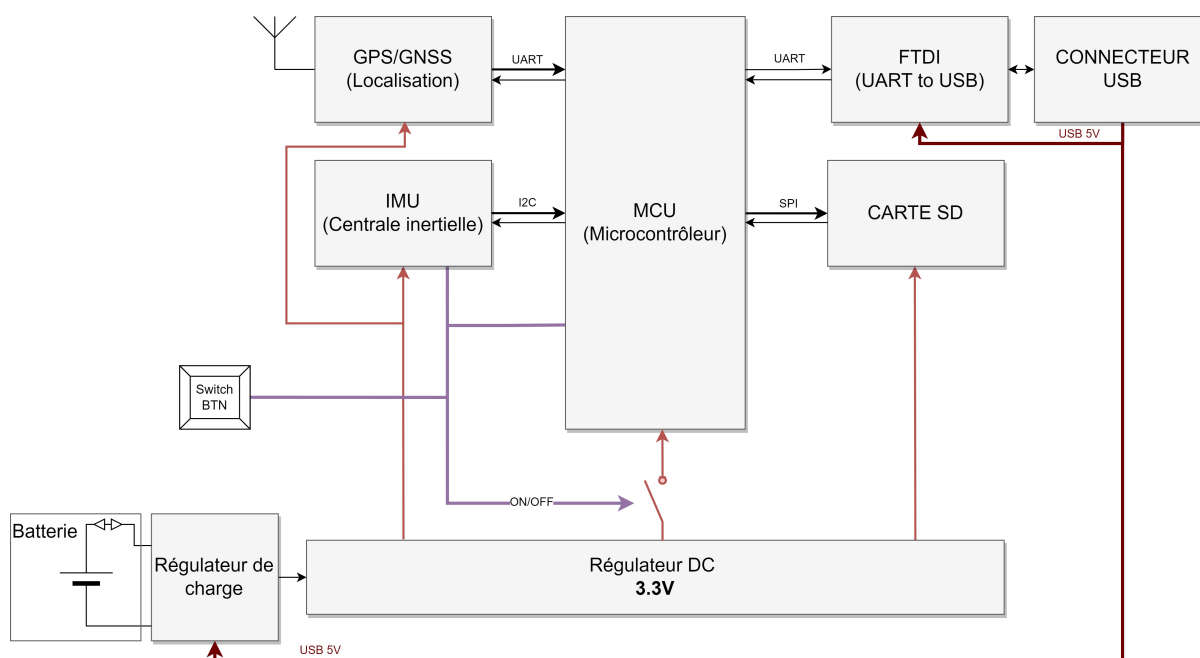 GPS/GNSS
(Localisation)
UART
MCU
(Microcontrôleur)
UART
FTDI
(UART to USB)
CONNECTEUR
USB
USB 5V
IMU
(Centrale inertielle)
I2C
SPI
CARTE SD
Switch
BTN
ON/OFF
Batterie
Régulateur de
charge
Régulateur DC
3.3V
USB 5V